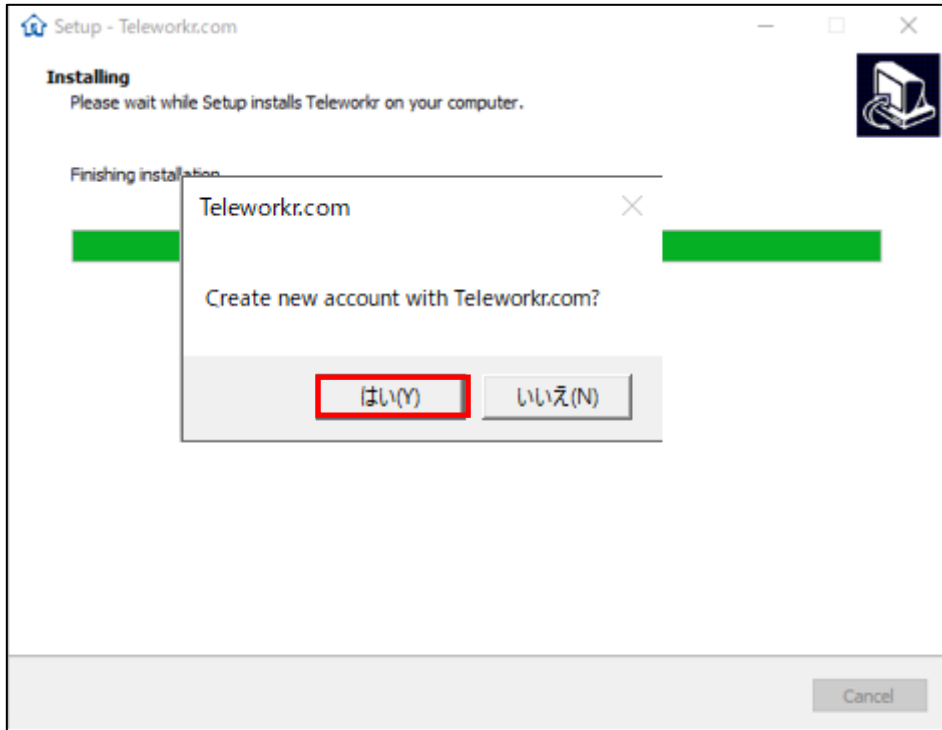 Setup - Teleworkr.com
Installing
Please wait while Setup installs Teleworkr on your computer.
Finishing installation
Teleworkr.com
Create new account with Teleworkr.com?
はい(Y) いいえ(N)
Cancel